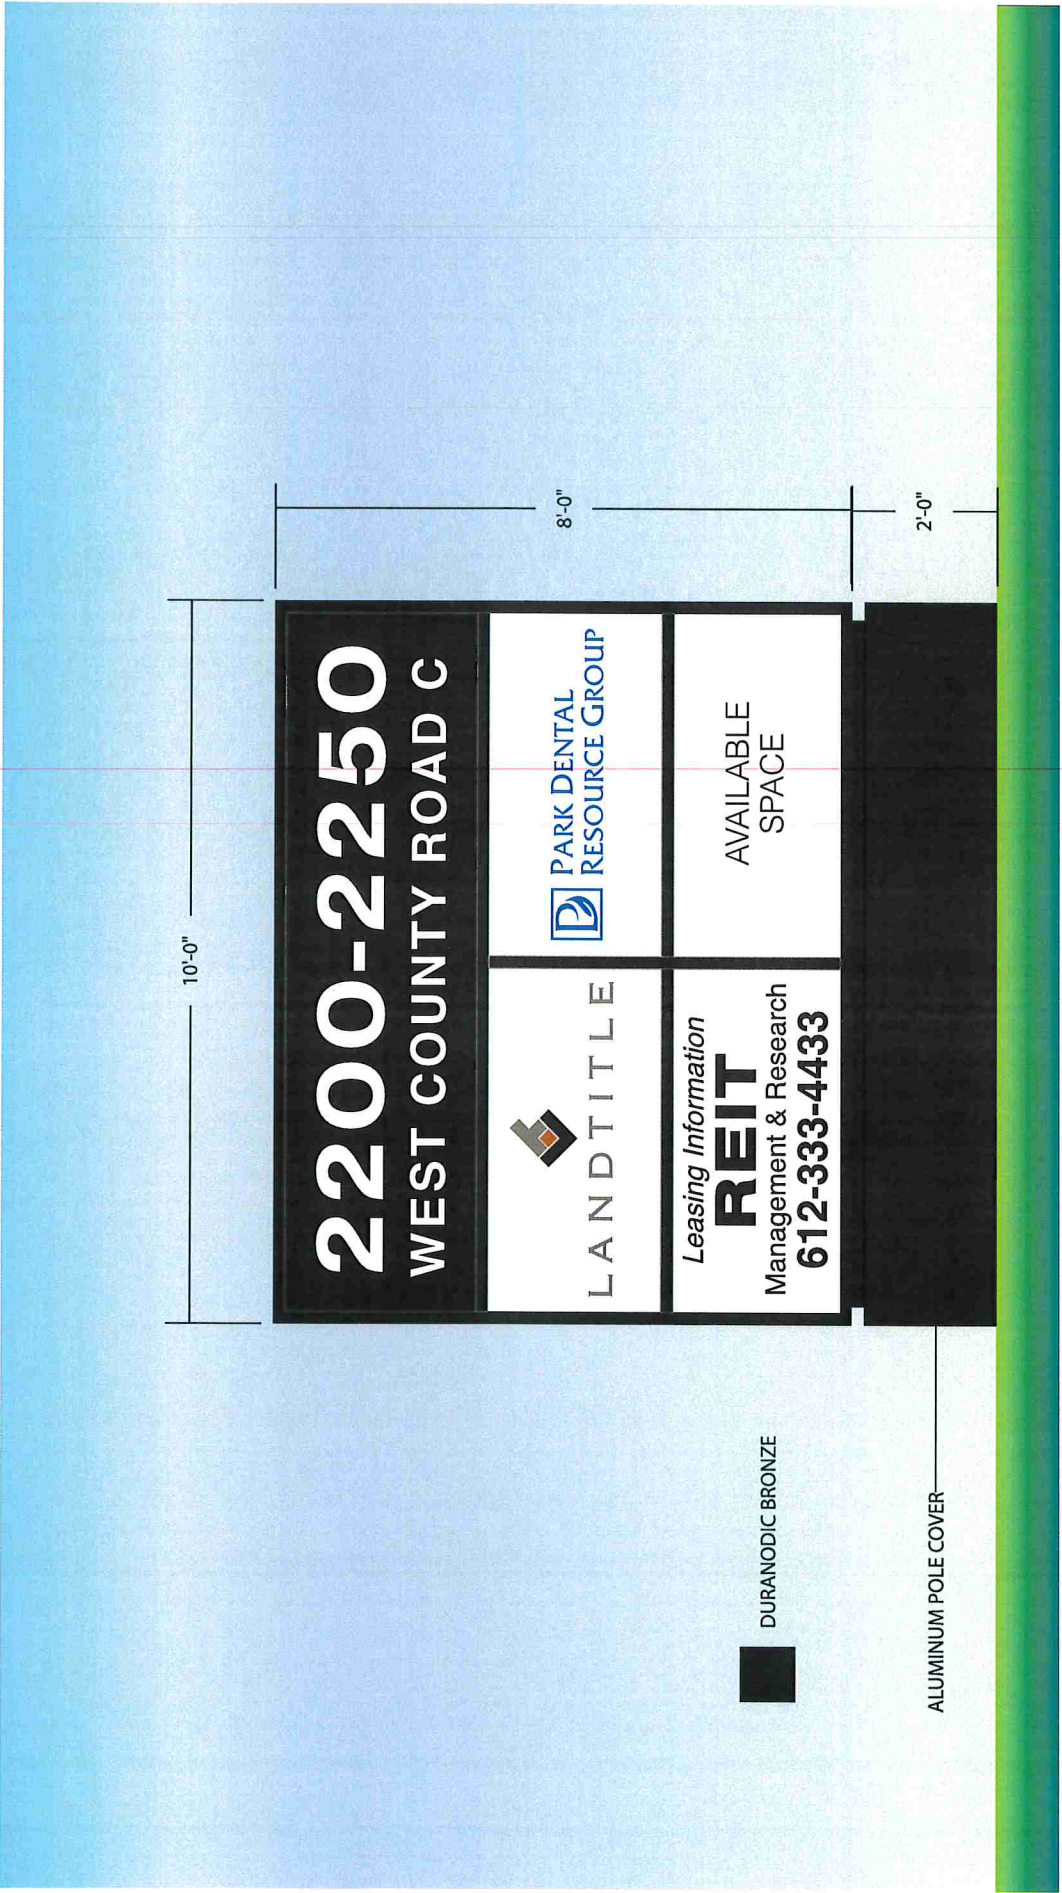 10'-0"
2200-2250
WEST COUNTY ROAD C
8'-0"
LANDTITLE
PARK DENTAL
RESOURCE GROUP
Leasing Information
REIT
Management & Research
612-333-4433
AVAILABLE
SPACE
2'-0"
DURANODIC BRONZE
ALUMINUM POLE COVER